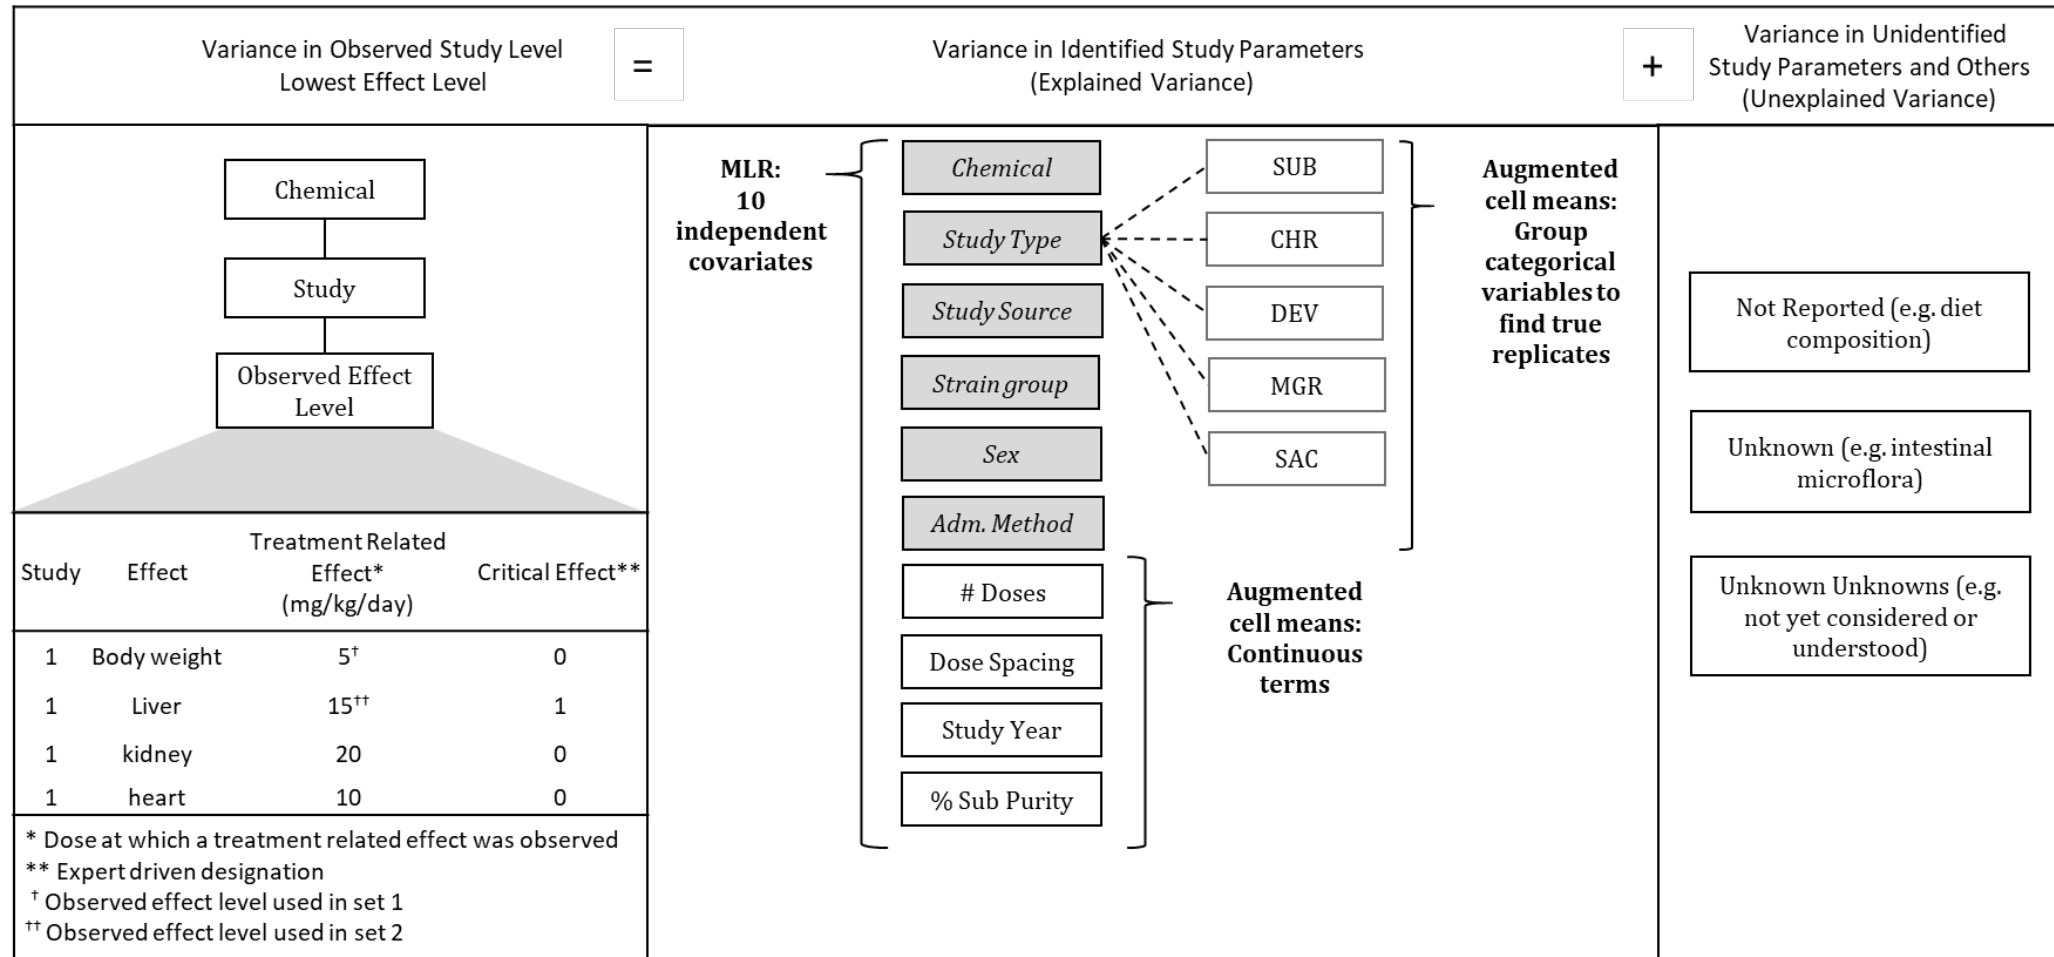 Variance in Observed Study Level
Lowest Effect Level
=
Variance in Identified Study Parameters
(Explained Variance)
+
Variance in Unidentified
Study Parameters and Others
(Unexplained Variance)
Chemical
Study
Observed Effect
Level
Study Effect Treatment Related Effect* (mg/kg/day) Critical Effect**
1 Body weight 5† 0
1 Liver 15†† 1
1 kidney 20 0
1 heart 10 0
* Dose at which a treatment related effect was observed
** Expert driven designation
† Observed effect level used in set 1
†† Observed effect level used in set 2
MLR:
10
independent
covariates
Chemical
Study Type
Study Source
Strain group
Sex
Adm. Method
# Doses
Dose Spacing
Study Year
% Sub Purity
SUB
CHR
DEV
MGR
SAC
Augmented
cell means:
Group
categorical
variables to
find true
replicates
Augmented
cell means:
Continuous
terms
Not Reported (e.g. diet
composition)
Unknown (e.g. intestinal
microflora)
Unknown Unknowns (e.g.
not yet considered or
understood)